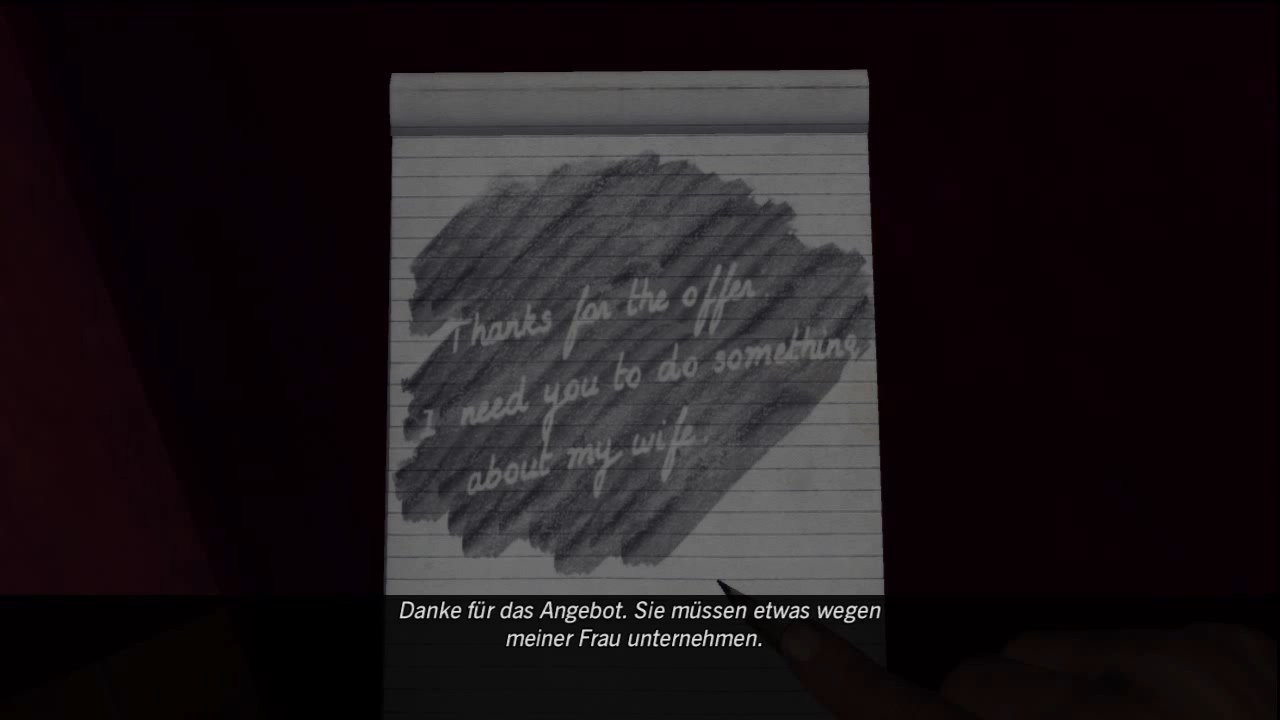 Thanks for the offer.
I need you to do something
about my wife.
Danke für das Angebot. Sie müssen etwas wegen
meiner Frau unternehmen.